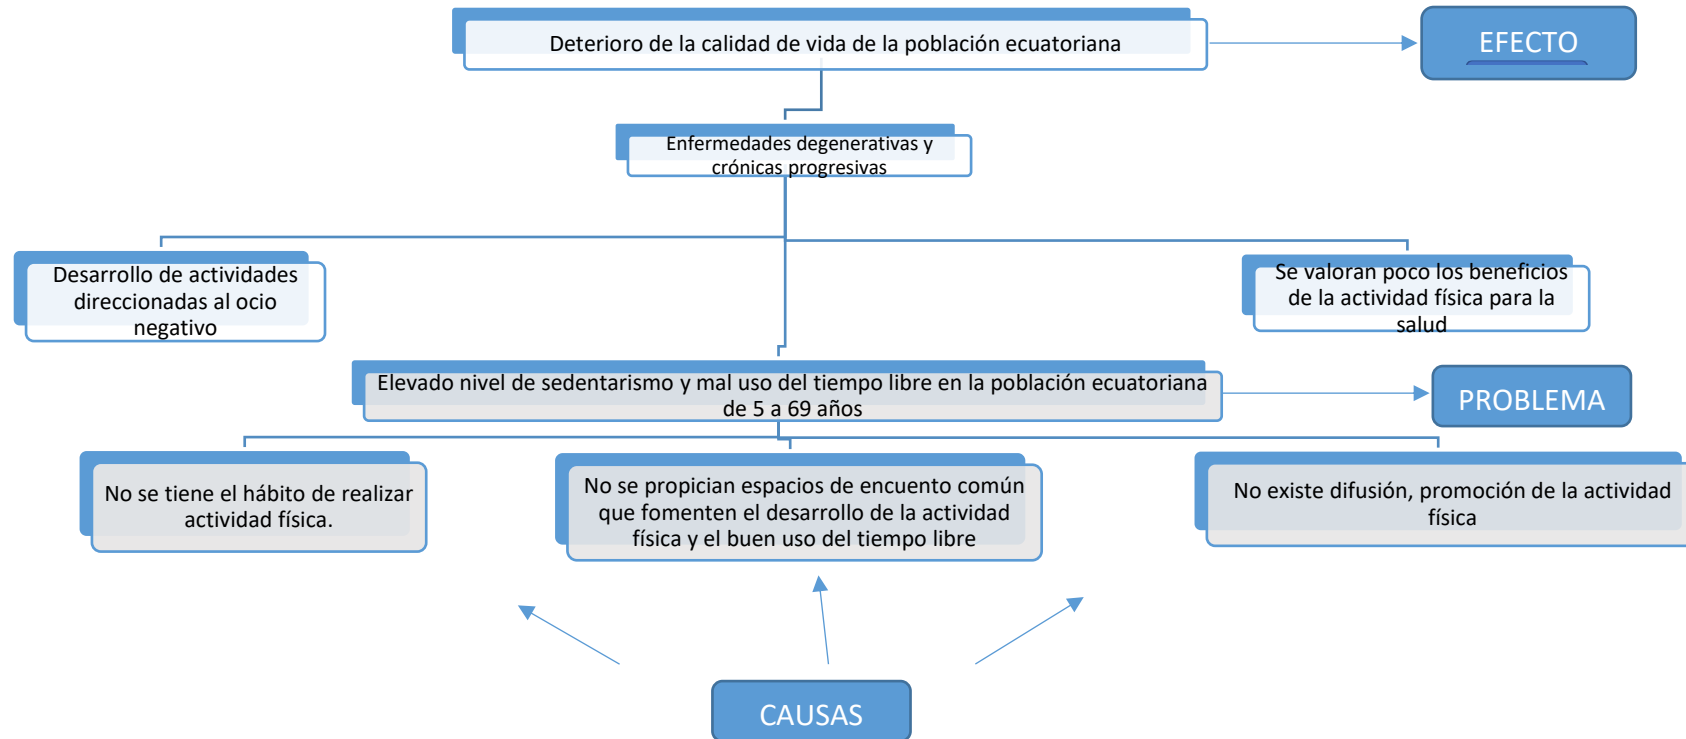 Deterioro de la calidad de vida de la población ecuatoriana
EFECTO
Enfermedades degenerativas y
crónicas progresivas
Desarrollo de actividades
direccionadas al ocio
negativo
Se valoran poco los beneficios
de la actividad física para la
salud
Elevado nivel de sedentarismo y mal uso del tiempo libre en la población ecuatoriana
de 5 a 69 años
PROBLEMA
No se tiene el hábito de realizar
actividad física.
No se propician espacios de encuento común
que fomenten el desarrollo de la actividad
física y el buen uso del tiempo libre
No existe difusión, promoción de la actividad
física
CAUSAS